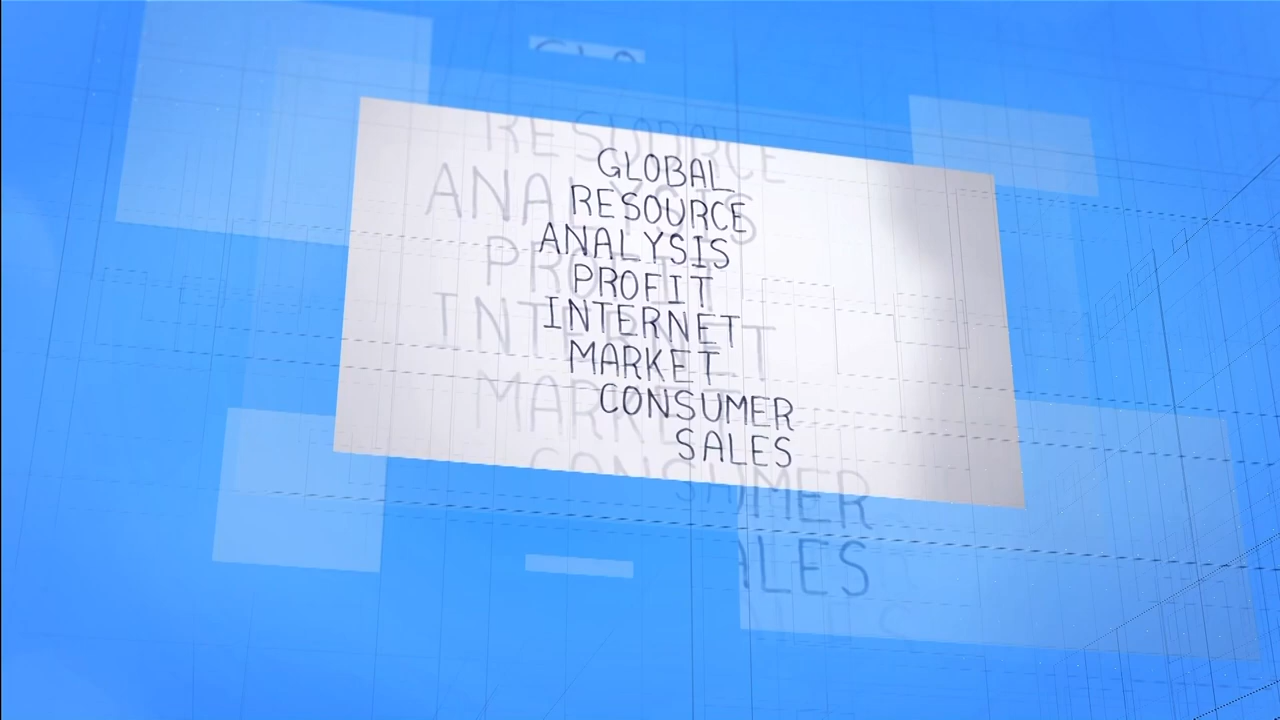 GLOBAL
RESOURCE
ANALYSIS
PROFIT
INTERNET
MARKET
CONSUMER
SALES